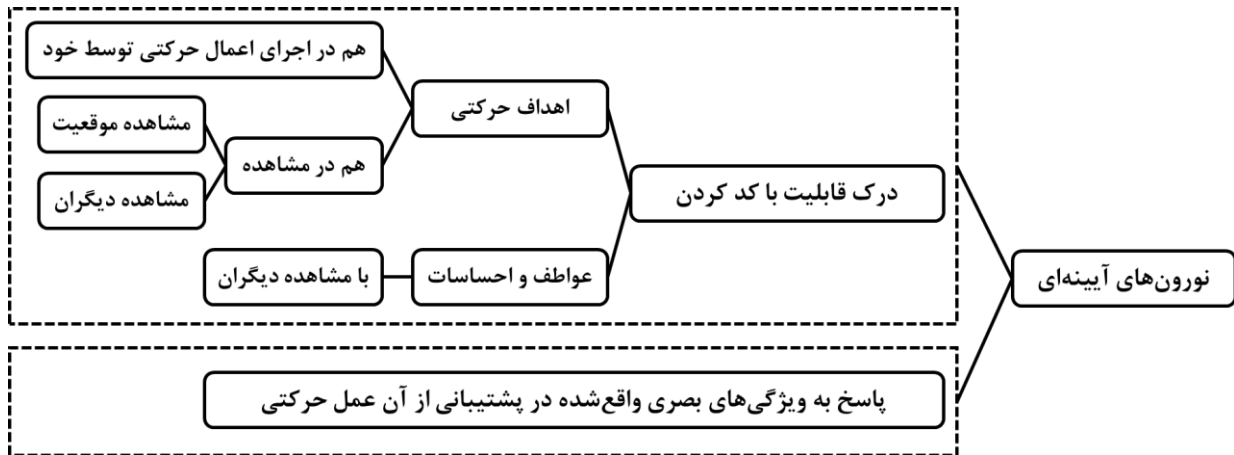 هم در اجرای اعمال حرکتی توسط خود
اهداف حرکتی
مشاهده موقعیت
هم در مشاهده
مشاهده دیگران
درک قابلیت با کد کردن
عواطف و احساسات
با مشاهده دیگران
نورون‌های آیینه‌ای
پاسخ به ویژگی‌های بصری واقع‌شده در پشتیبانی از آن عمل حرکتی